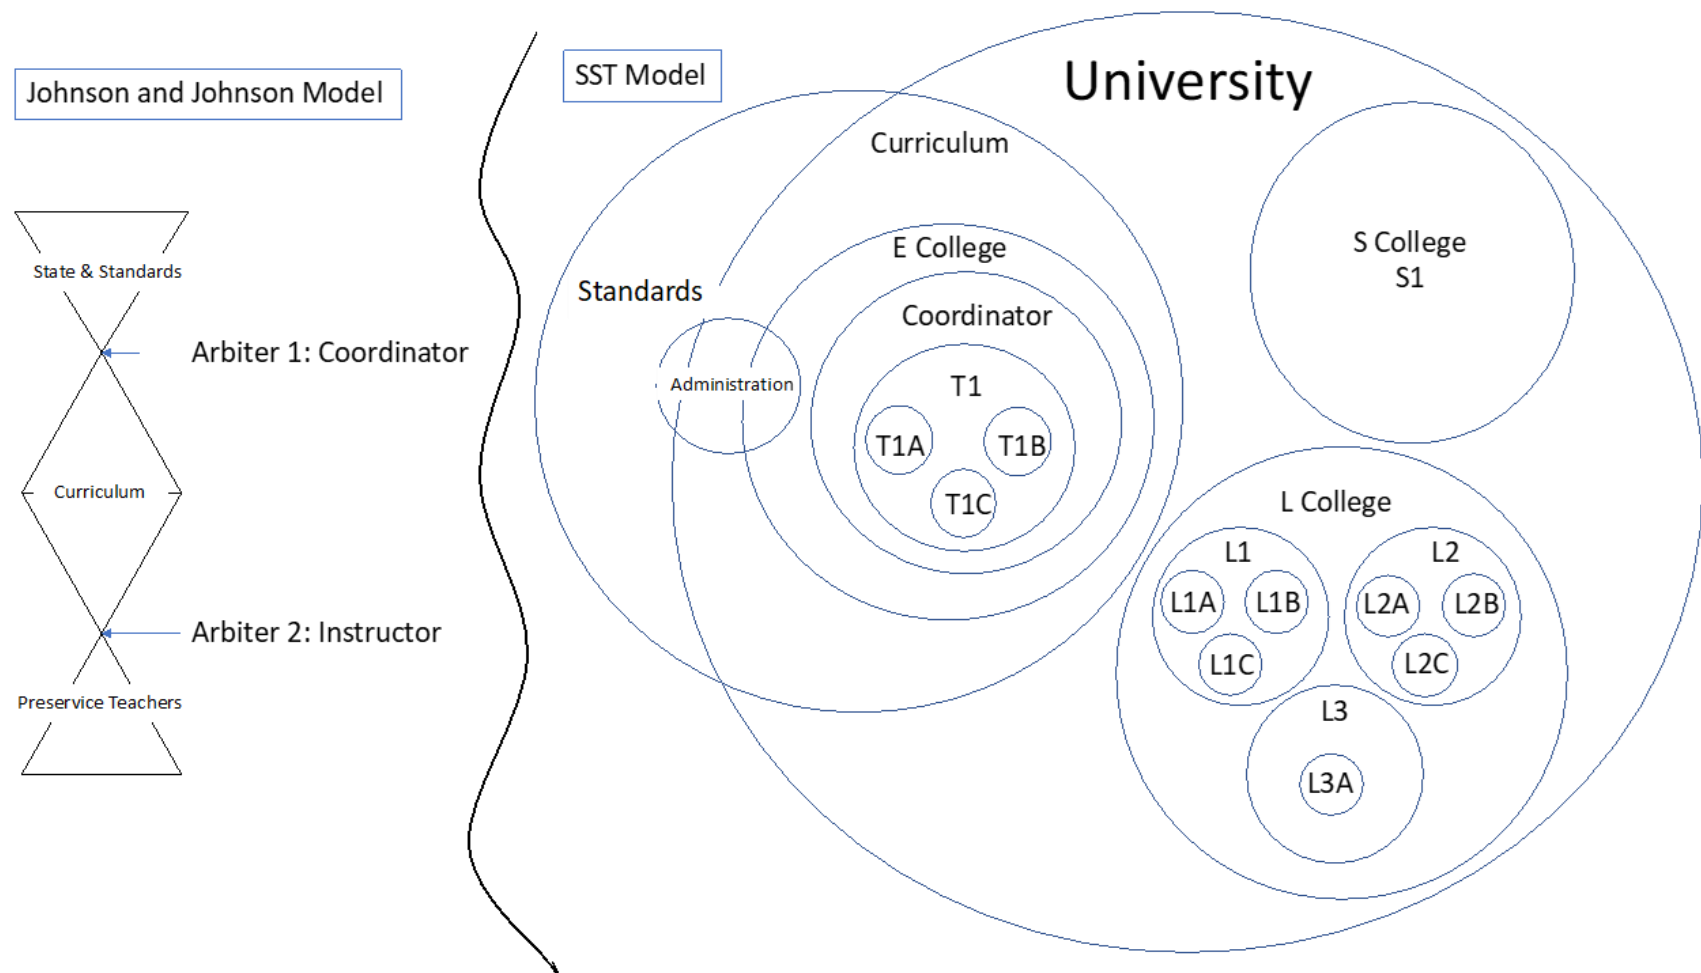 Johnson and Johnson Model
State & Standards
Arbiter 1: Coordinator
Curriculum
Arbiter 2: Instructor
Preservice Teachers
SST Model
University
Curriculum
E College
Standards
Coordinator
Administration
T1
T1A
T1B
T1C
S College
S1
L College
L1
L1A
L1B
L1C
L2
L2A
L2B
L2C
L3
L3A